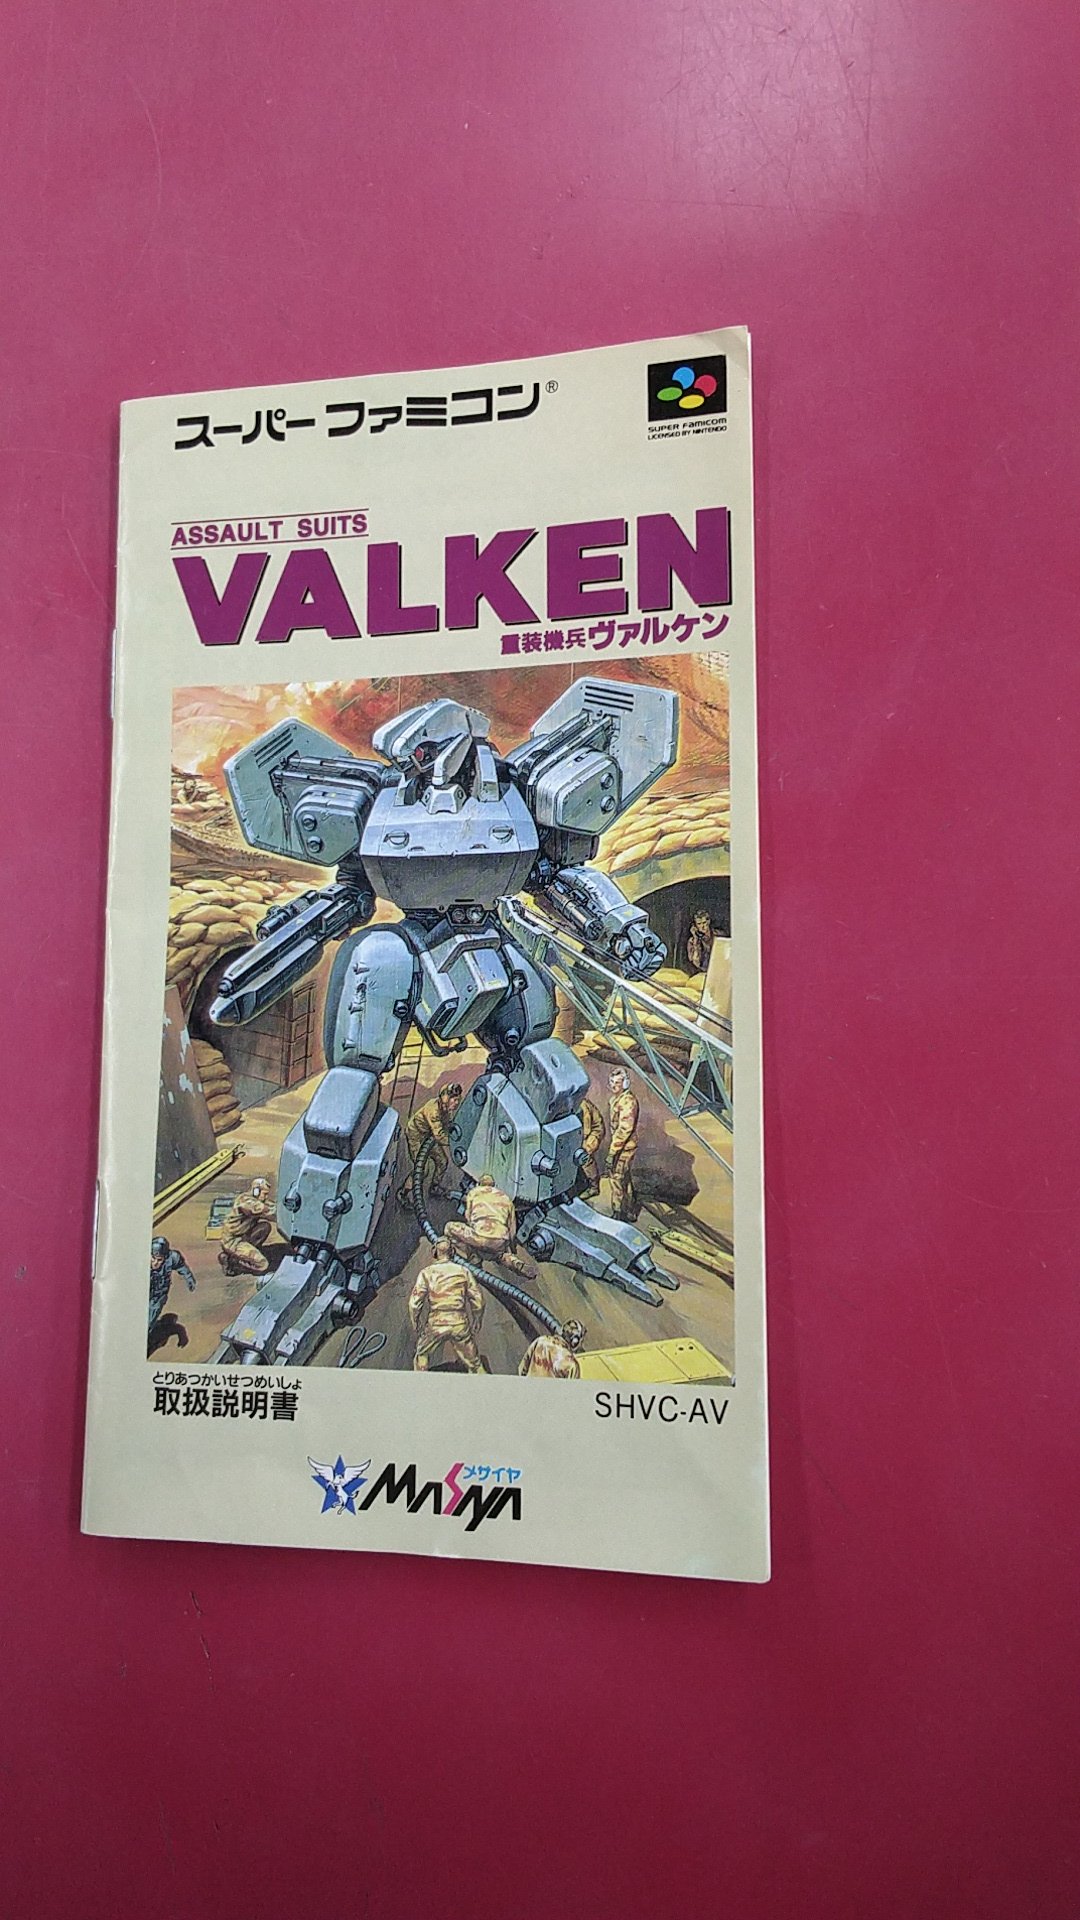 スーパーファミコン®
SUPER FAMICOM
LICENSED BY NINTENDO
ASSAULT SUITS
VALKEN
重装機兵ヴァルケン
とりあつかいせつめいしょ
取扱説明書
SHVC-AV
メサイヤ
MASAYA